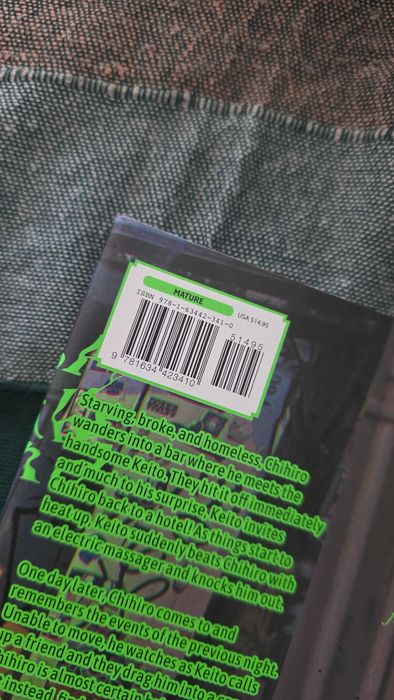 MATURE
ISBN 978-1-63442-341-0
USA $14.95
51495
9 781634 423410
Starving, broke, and homeless, Chihiro
wanders into a bar where he meets the
handsome Keito. They hit it off immediately
and much to his surprise, Keito invites
Chihiro back to a hotel! As things start to
heat up, Keito suddenly beats Chihiro with
an electric massager and knocks him out.
One day later, Chihiro comes to and
remembers the events of the previous night.
Unable to move, he watches as Keito calls
up a friend and they drag him into a
Chihiro is almost certain
instead,